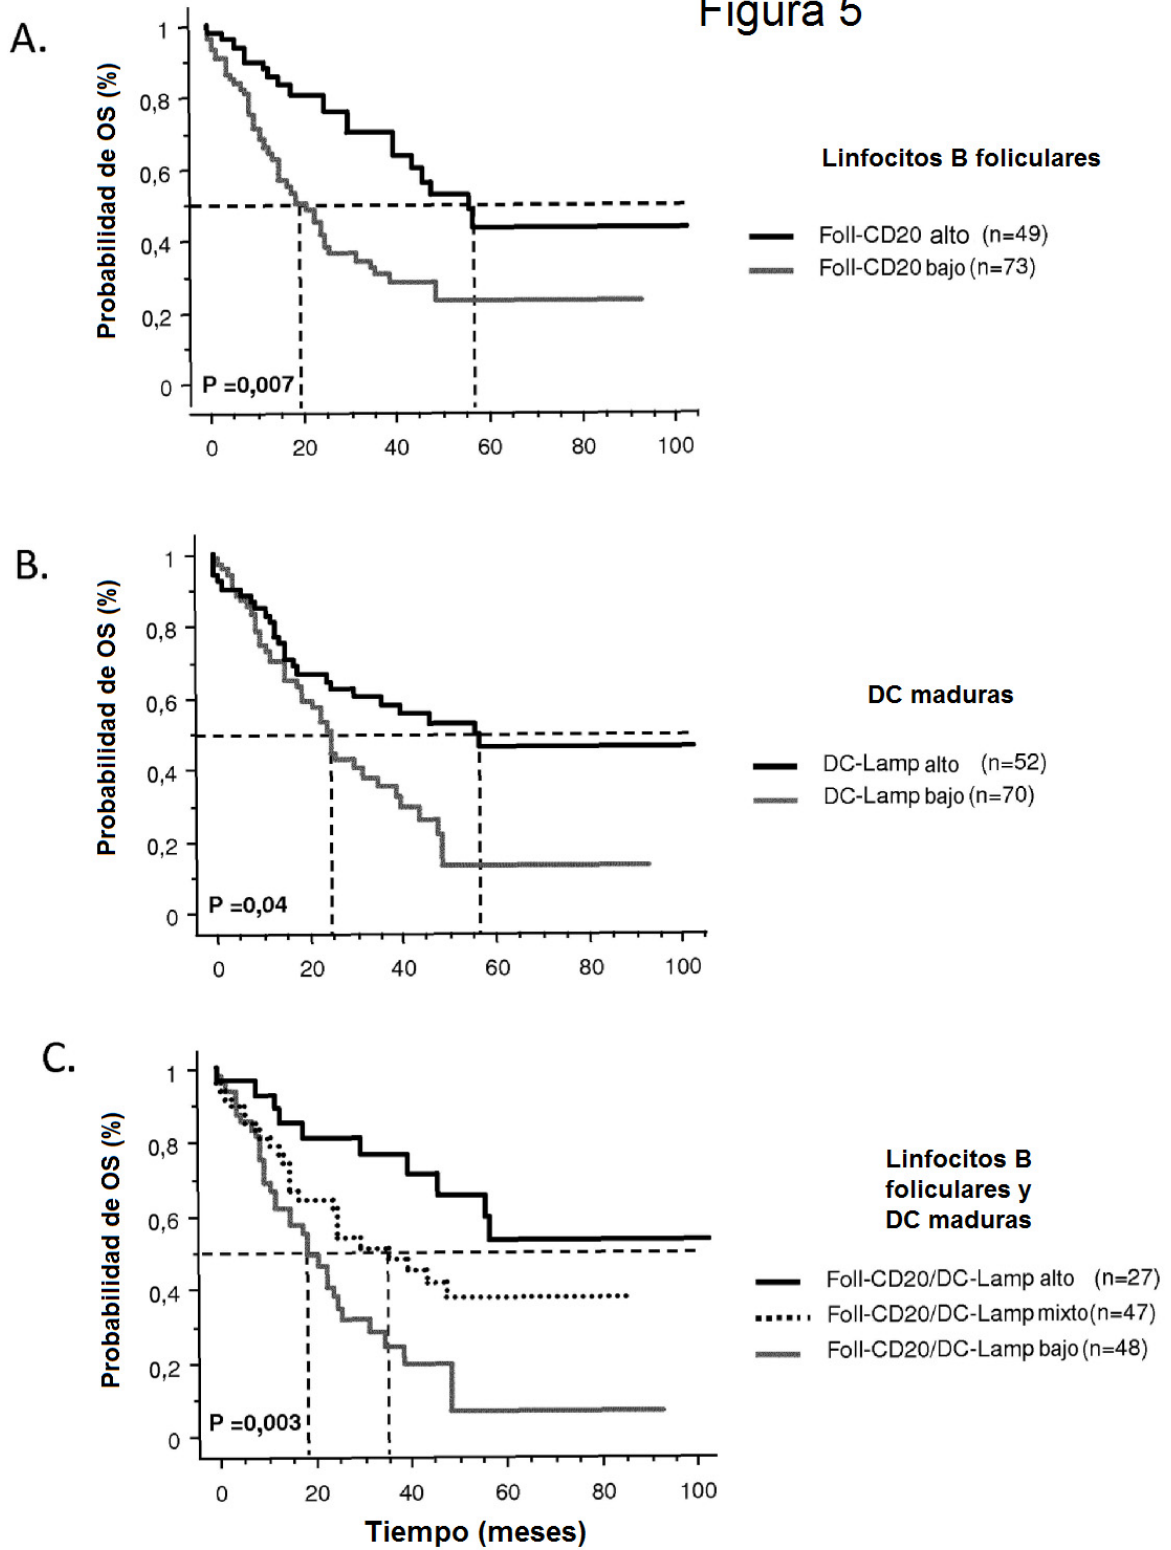 Figura 5
A.
Probabilidad de OS (%)
1
0,8
0,6
0,4
0,2
0
P =0,007
0 20 40 60 80 100
Linfocitos B foliculares
Foll-CD20 alto (n=49)
Foll-CD20 bajo (n=73)
B.
Probabilidad de OS (%)
1
0,8
0,6
0,4
0,2
0
P =0,04
0 20 40 60 80 100
DC maduras
DC-Lamp alto (n=52)
DC-Lamp bajo (n=70)
C.
Probabilidad de OS (%)
1
0,8
0,6
0,4
0,2
0
P =0,003
0 20 40 60 80 100
Tiempo (meses)
Linfocitos B
foliculares y
DC maduras
Foll-CD20/DC-Lamp alto (n=27)
Foll-CD20/DC-Lamp mixto (n=47)
Foll-CD20/DC-Lamp bajo (n=48)